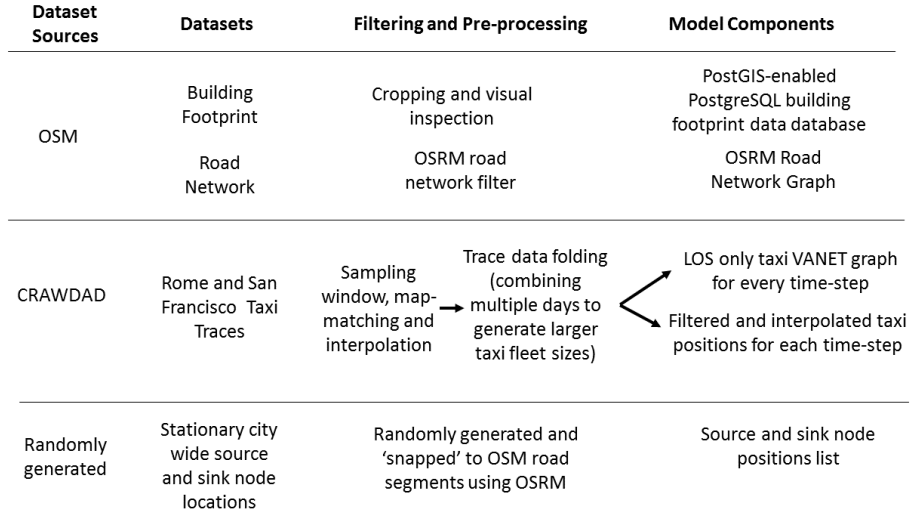 Dataset
Sources
Datasets
Filtering and Pre-processing
Model Components
OSM
Building
Footprint
Cropping and visual
inspection
PostGIS-enabled
PostgreSQL building
footprint data database
Road
Network
OSRM road
network filter
OSRM Road
Network Graph
CRAWDAD
Rome and San
Francisco Taxi
Traces
Sampling
window, map-
matching and
interpolation
Trace data folding
(combining
multiple days to
generate larger
taxi fleet sizes)
LOS only taxi VANET graph
for every time-step
Filtered and interpolated taxi
positions for each time-step
Randomly
generated
Stationary city
wide source
and sink node
locations
Randomly generated and
‘snapped’ to OSM road
segments using OSRM
Source and sink node
positions list